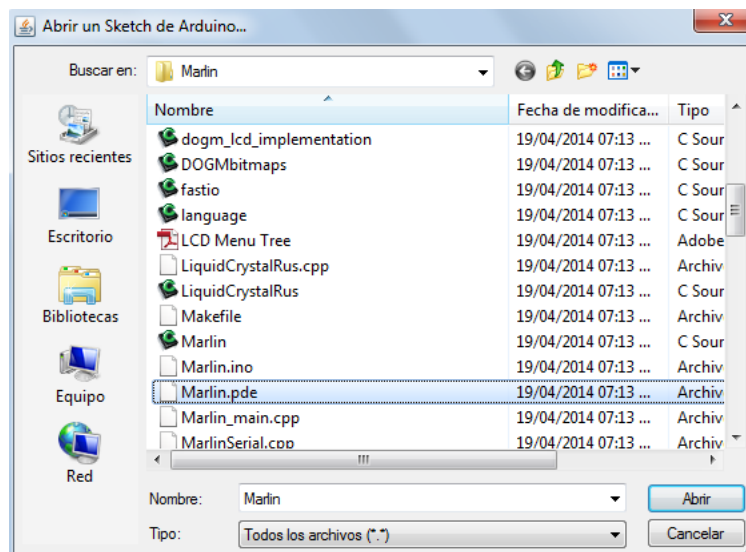 Abrir un Sketch de Arduino...
Buscar en: Marlin
Nombre Fecha de modifica... Tipo
dogm_lcd_implementation 19/04/2014 07:13 ... C Sour
DOGMbitmaps 19/04/2014 07:13 ... C Sour
fastio 19/04/2014 07:13 ... C Sour
language 19/04/2014 07:13 ... C Sour
LCD Menu Tree 19/04/2014 07:13 ... Adobe
LiquidCrystalRus.cpp 19/04/2014 07:13 ... Archiv
LiquidCrystalRus 19/04/2014 07:13 ... C Sour
Makefile 19/04/2014 07:13 ... Archiv
Marlin 19/04/2014 07:13 ... C Sour
Marlin.ino 19/04/2014 07:13 ... Archiv
Marlin.pde 19/04/2014 07:13 ... Archiv
Marlin_main.cpp 19/04/2014 07:13 ... Archiv
MarlinSerial.cpp 19/04/2014 07:13 ... Archiv
Sitios recientes
Escritorio
Bibliotecas
Equipo
Red
Nombre: Marlin Abrir
Tipo: Todos los archivos (*.*) Cancelar